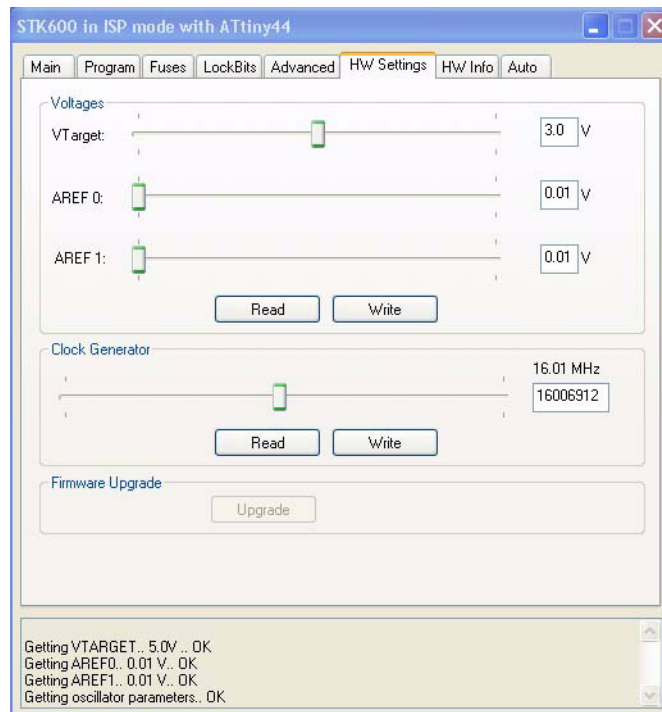 STK600 in ISP mode with ATtiny44
Main Program Fuses LockBits Advanced HW Settings HW Info Auto
Voltages
VTarget: 3.0 V
AREF 0: 0.01 V
AREF 1: 0.01 V
Read Write
Clock Generator
16.01 MHz
16006912
Read Write
Firmware Upgrade
Upgrade
Getting VTARGET.. 5.0V .. OK
Getting AREF0.. 0.01 V.. OK
Getting AREF1.. 0.01 V.. OK
Getting oscillator parameters.. OK